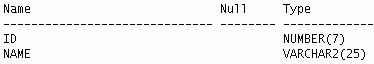 Name                           Null     Type
------------------------------ -------- -------------
ID                                      NUMBER(7)
NAME                                    VARCHAR2(25)